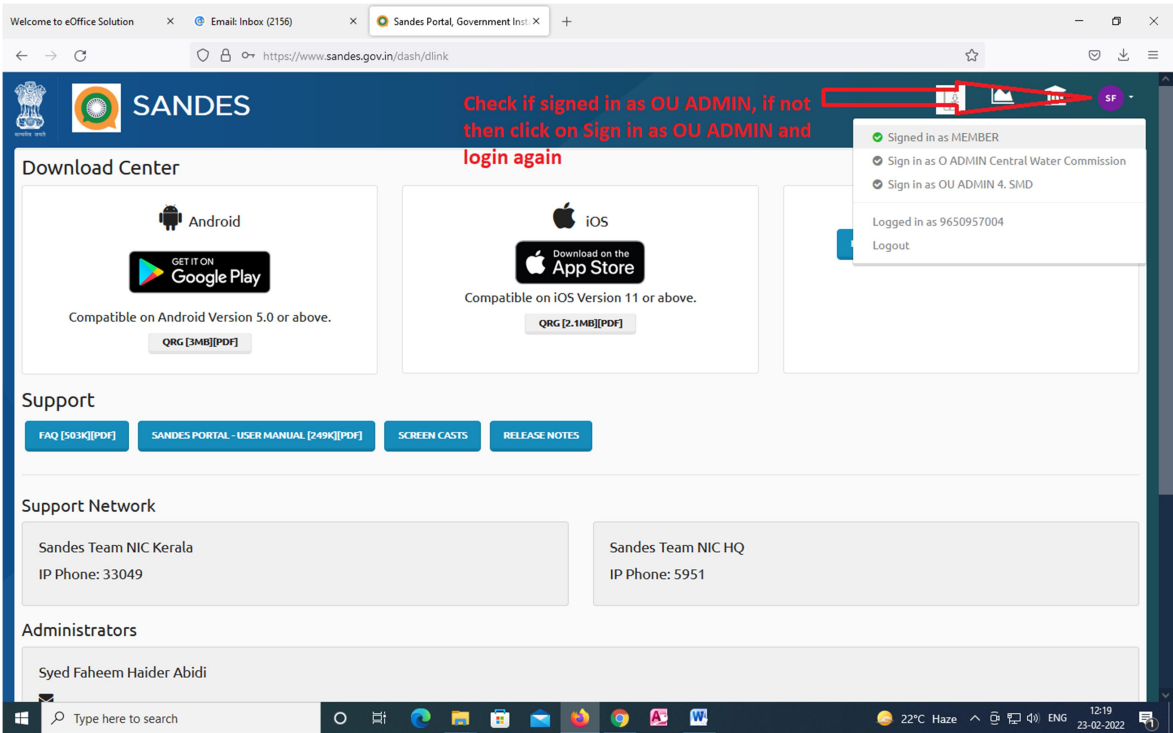 Welcome to eOffice Solution
Email: Inbox (2156)
Sandes Portal, Government Inst
https://www.sandes.gov.in/dash/dlink
सत्यमेव जयते
SANDES
Check if signed in as OU ADMIN, if not
then click on Sign in as OU ADMIN and
login again
SF
Signed in as MEMBER
Sign in as O ADMIN Central Water Commission
Sign in as OU ADMIN 4. SMD
Logged in as 9650957004
Logout
Download Center
Android
GET IT ON
Google Play
Compatible on Android Version 5.0 or above.
QRG [3MB][PDF]
iOS
Download on the
App Store
Compatible on iOS Version 11 or above.
QRG [2.1MB][PDF]
Support
FAQ [503K][PDF]
SANDES PORTAL - USER MANUAL [249K][PDF]
SCREEN CASTS
RELEASE NOTES
Support Network
Sandes Team NIC Kerala
IP Phone: 33049
Sandes Team NIC HQ
IP Phone: 5951
Administrators
Syed Faheem Haider Abidi
Type here to search
22°C Haze
ENG
12:19
23-02-2022
1